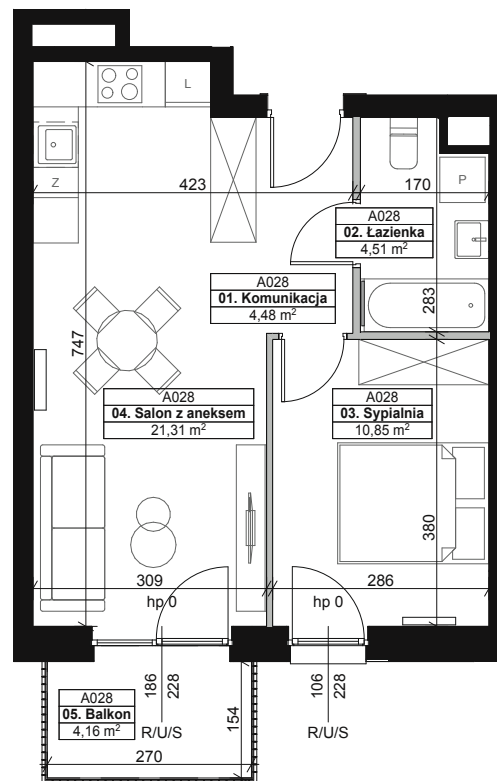 L
Z
423
170
P
A028
02. Łazienka
4,51 m²
A028
01. Komunikacja
4,48 m²
283
747
A028
04. Salon z aneksem
21,31 m²
A028
03. Sypialnia
10,85 m²
380
309
286
hp 0
hp 0
186
228
106
228
A028
05. Balkon
4,16 m²
154
R/U/S
R/U/S
270